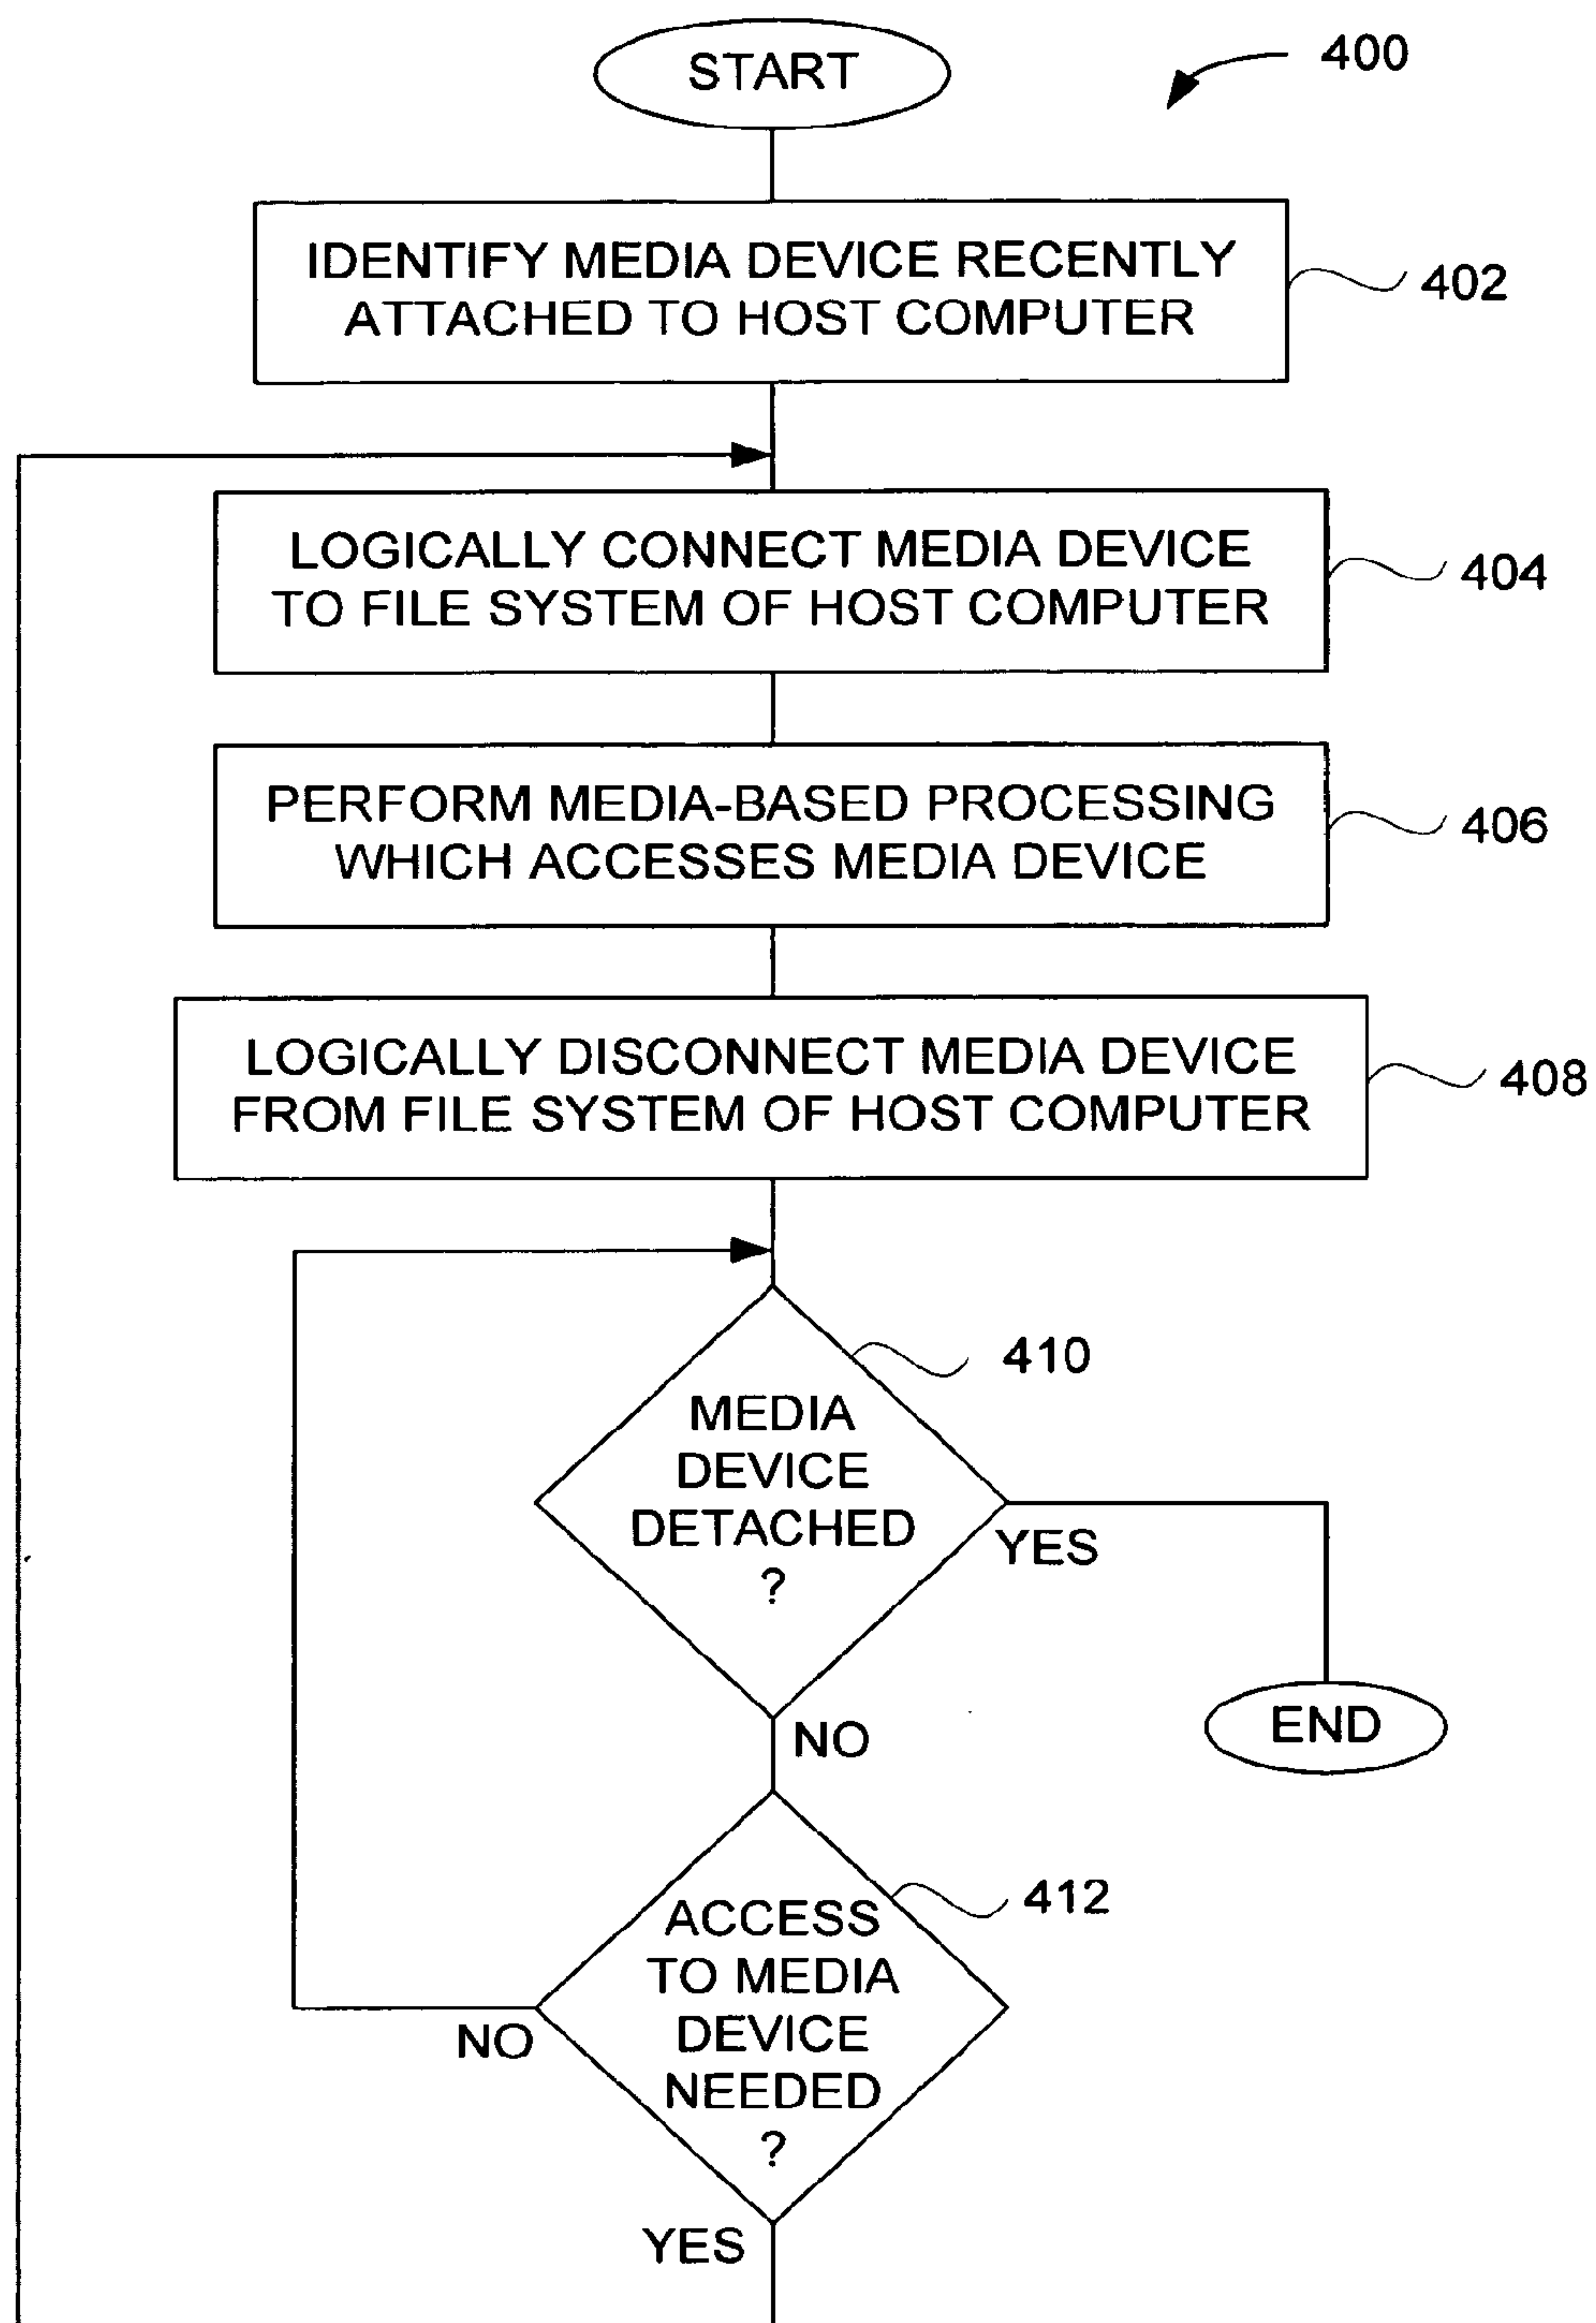 START
400
IDENTIFY MEDIA DEVICE RECENTLY
ATTACHED TO HOST COMPUTER
402
LOGICALLY CONNECT MEDIA DEVICE
TO FILE SYSTEM OF HOST COMPUTER
404
PERFORM MEDIA-BASED PROCESSING
WHICH ACCESSES MEDIA DEVICE
406
LOGICALLY DISCONNECT MEDIA DEVICE
FROM FILE SYSTEM OF HOST COMPUTER
408
410
MEDIA
DEVICE
DETACHED
?
YES
NO
END
412
ACCESS
TO MEDIA
DEVICE
NEEDED
?
NO
YES